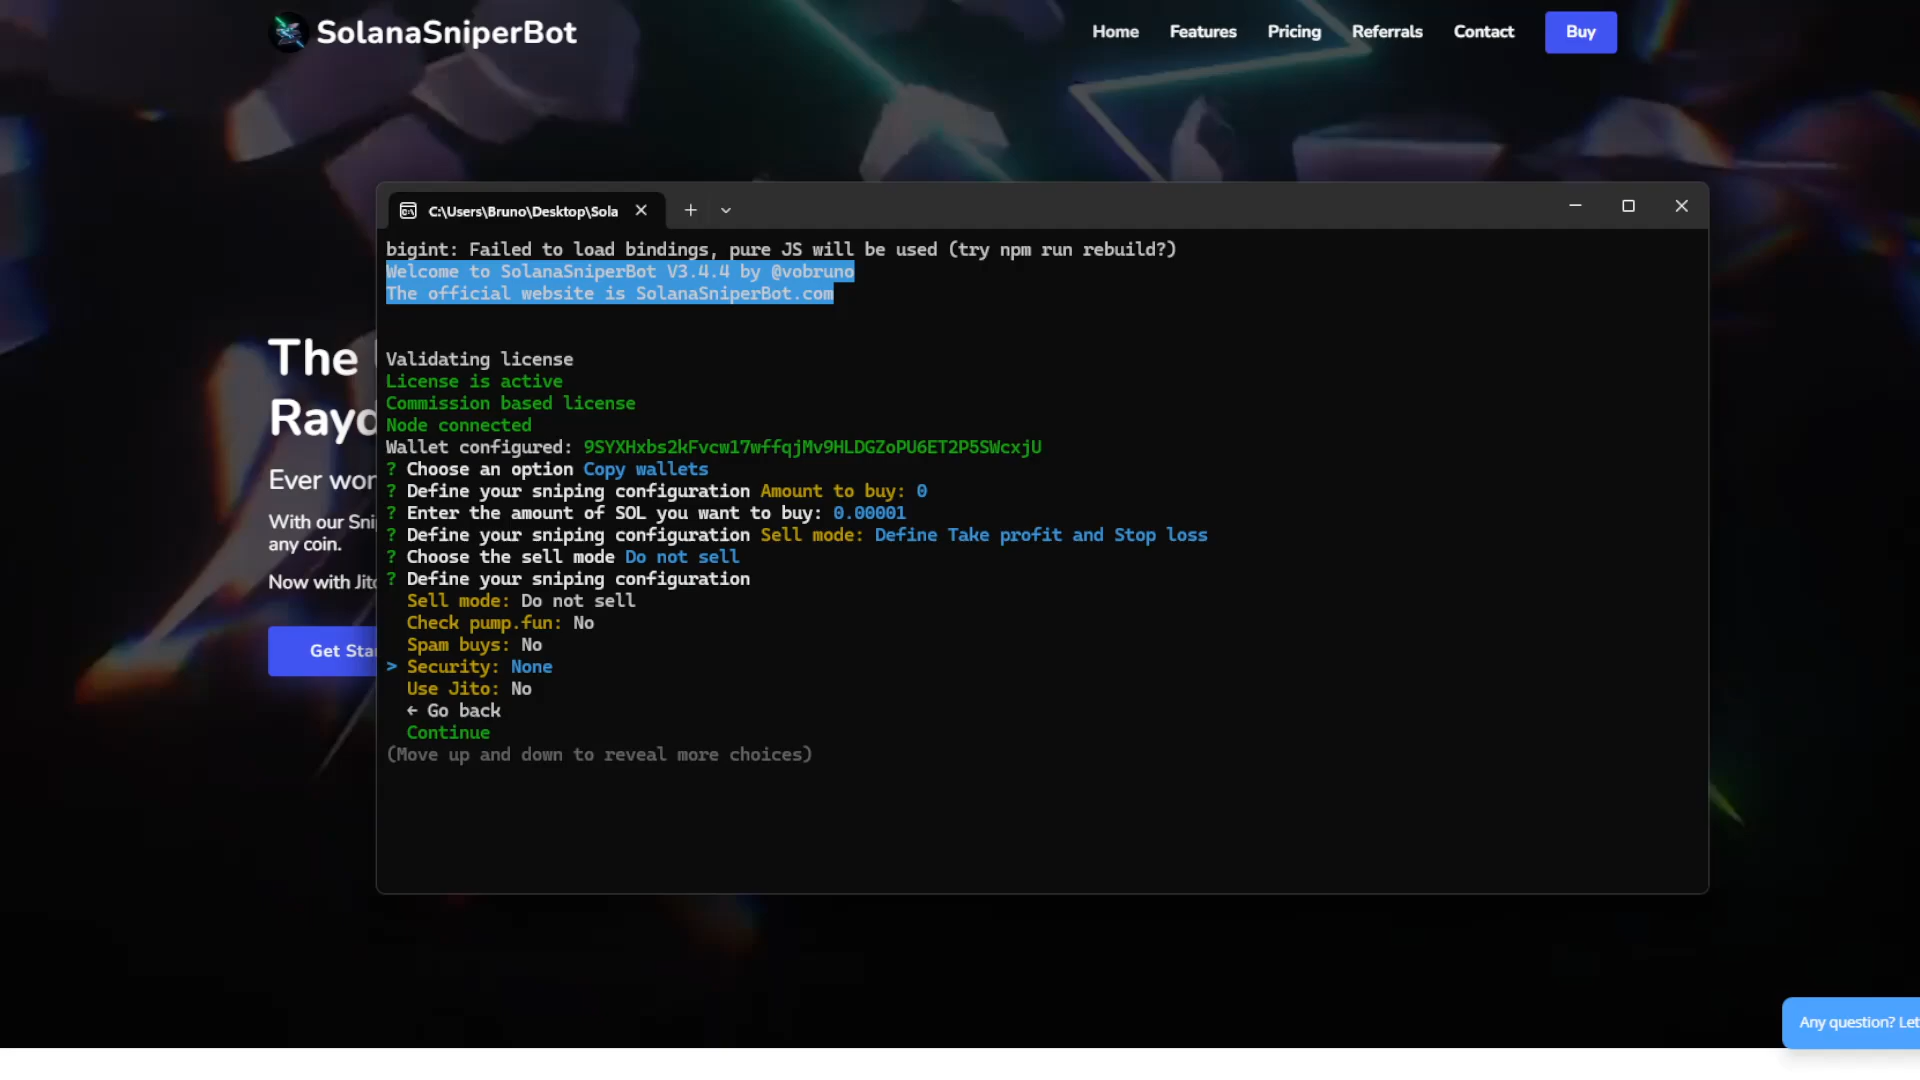 SolanaSniperBot
Home
Features
Pricing
Referrals
Contact
Buy
C:\Users\Bruno\Desktop\Sola
bigint: Failed to load bindings, pure JS will be used (try npm run rebuild?)
Welcome to SolanaSniperBot V3.4.4 by @vobruno
The official website is SolanaSniperBot.com
Validating license
License is active
Commission based license
Node connected
Wallet configured: 9SYXHxbs2kFvcw17wffqjMv9HLDGZoPU6ET2P5SWcxjU
? Choose an option Copy wallets
? Define your sniping configuration Amount to buy: 0
? Enter the amount of SOL you want to buy: 0.00001
? Define your sniping configuration Sell mode: Define Take profit and Stop loss
? Choose the sell mode Do not sell
? Define your sniping configuration
Sell mode: Do not sell
Check pump.fun: No
Spam buys: No
> Security: None
Use Jito: No
← Go back
Continue
(Move up and down to reveal more choices)
The
Rayd
Ever wor
With our Snip
any coin.
Now with Jito
Get Star
Any question? Let